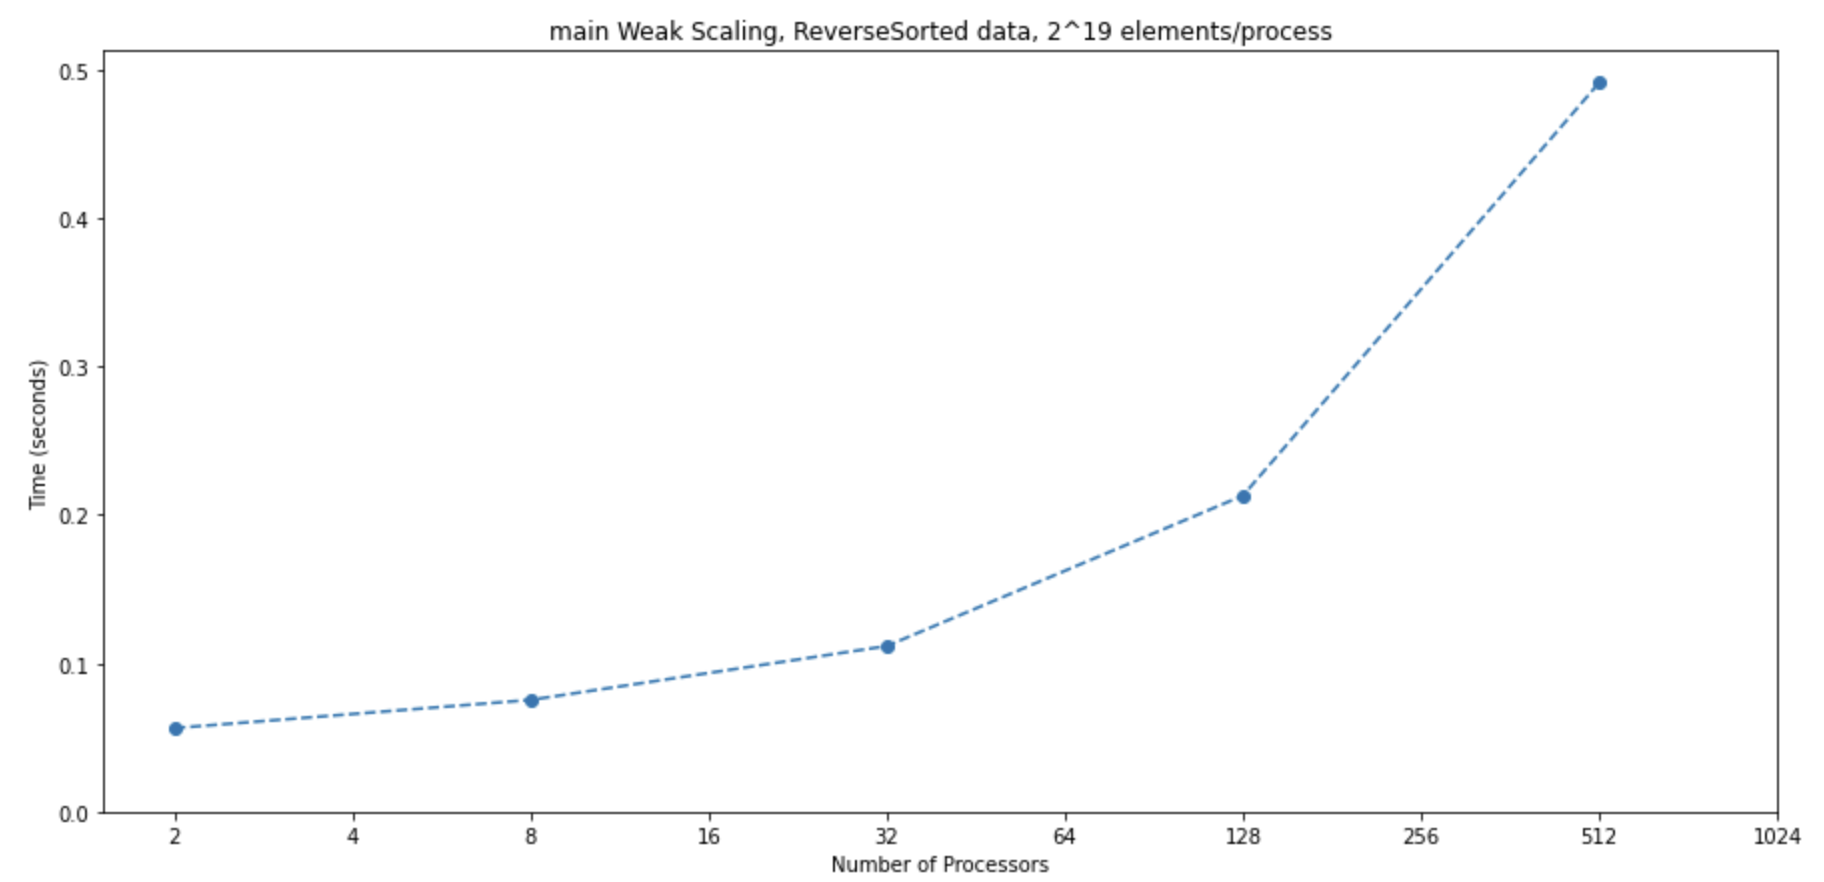 main Weak Scaling, ReverseSorted data, 2^19 elements/process
0.5
0.4
0.3
0.2
0.1
0.0
Time (seconds)
2 4 8 16 32 64 128 256 512 1024
Number of Processors